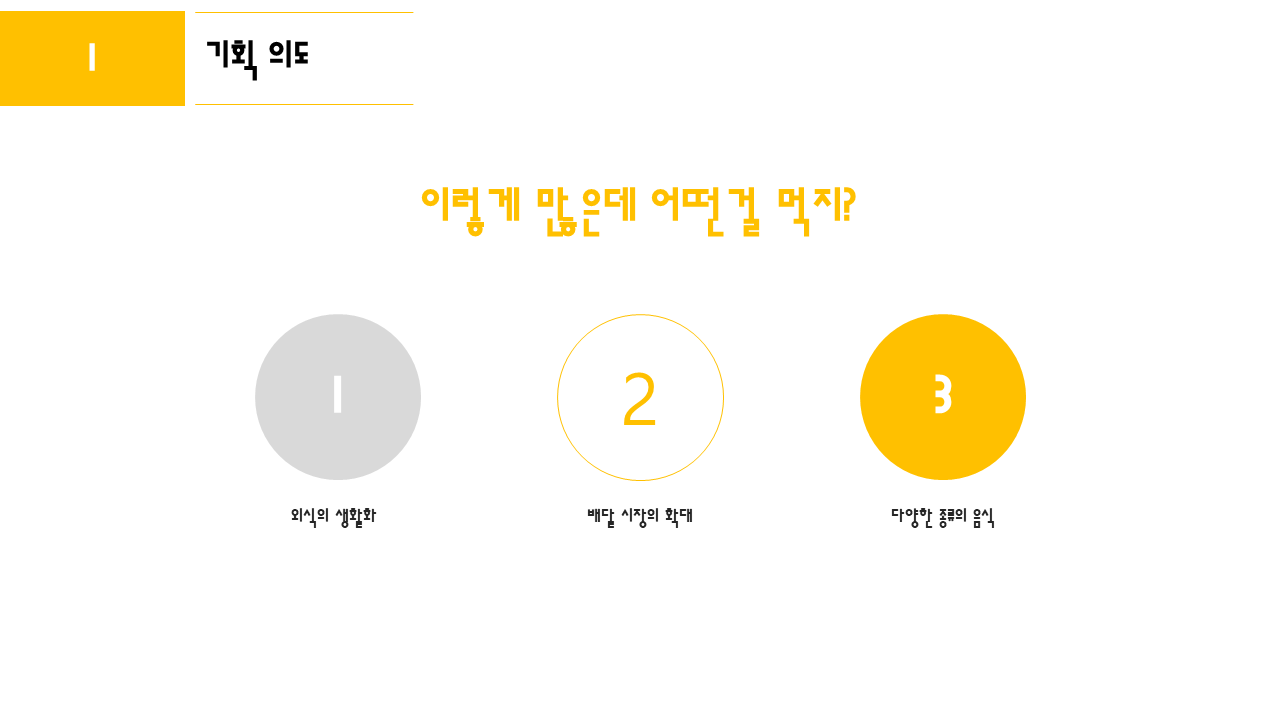 1
기획 의도
이렇게 많은데 어떤걸 먹지?
1
2
3
외식의 생활화
배달 시장의 확대
다양한 종류의 음식